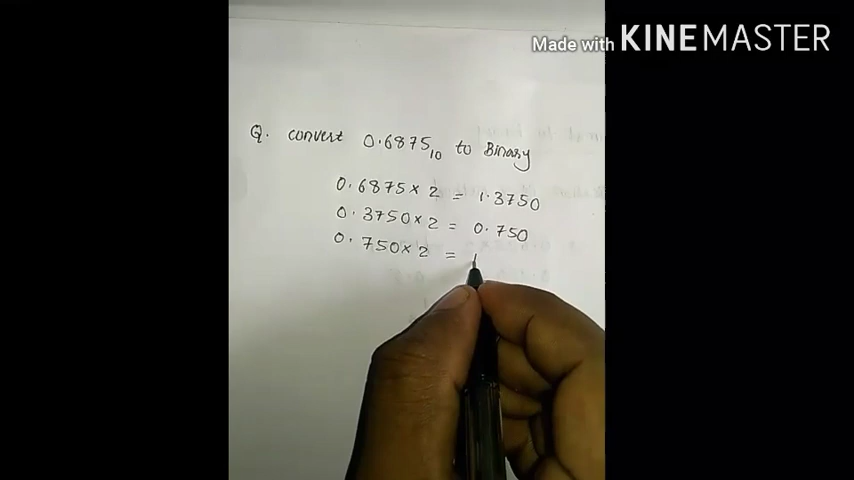 Made with KINEMASTER
Q. convert 0.6875₁₀ to Binary
0.6875 × 2 = 1.3750
0.3750 × 2 = 0.750
0.750 × 2 = 1